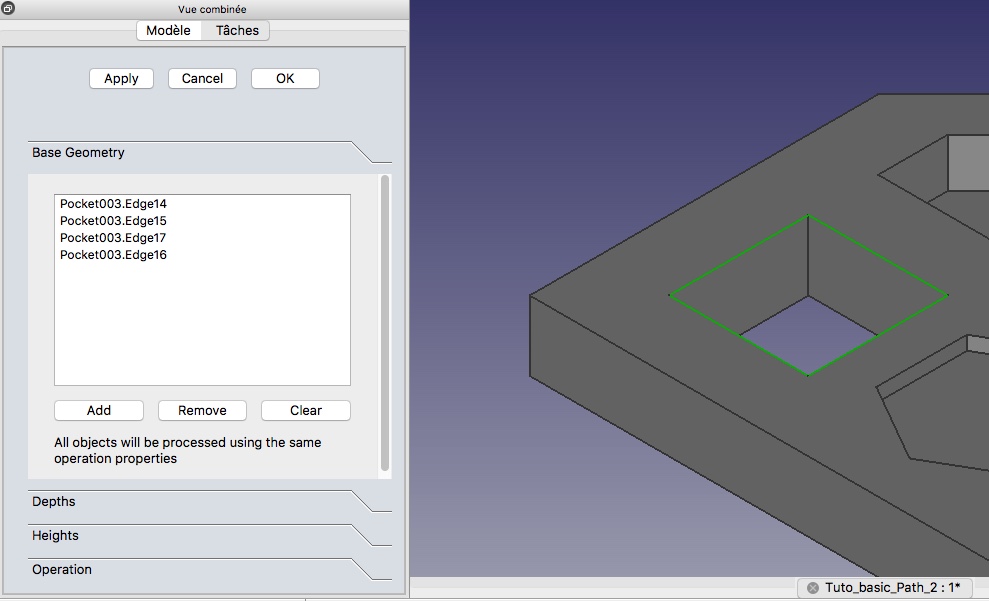 Vue combinée
Modèle Tâches
Apply Cancel OK
Base Geometry
Pocket003.Edge14
Pocket003.Edge15
Pocket003.Edge17
Pocket003.Edge16
Add Remove Clear
All objects will be processed using the same
operation properties
Depths
Heights
Operation
Tuto_basic_Path_2 : 1*